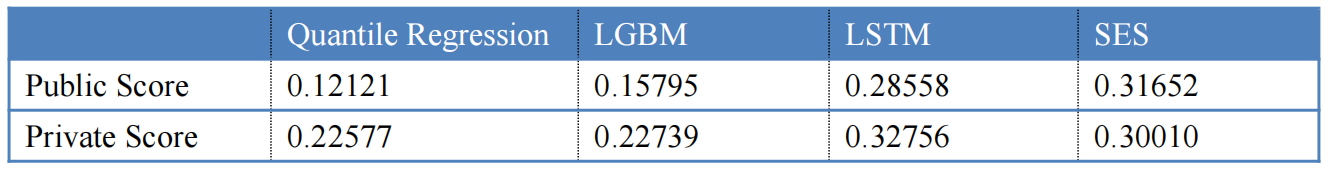 Quantile Regression LGBM LSTM SES
Public Score 0.12121 0.15795 0.28558 0.31652
Private Score 0.22577 0.22739 0.32756 0.30010